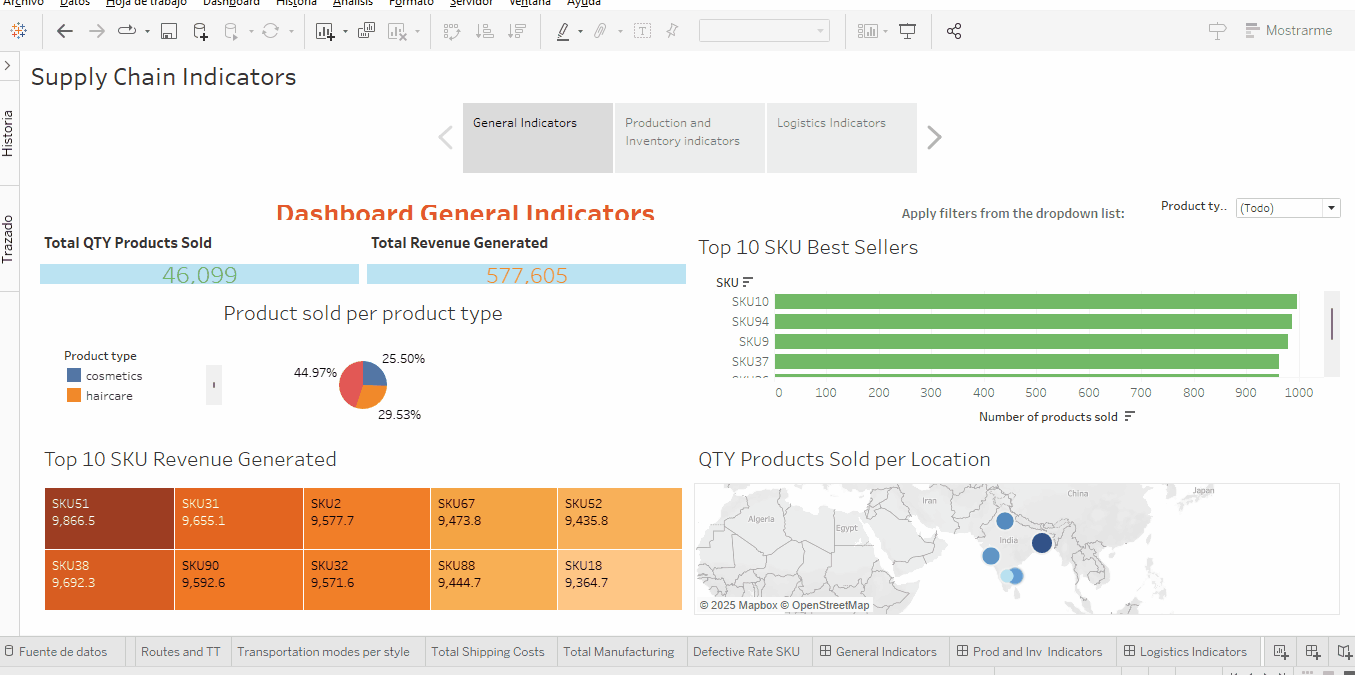 Archivo Datos Hoja de trabajo Dashboard Historia Análisis Formato Servidor Ventana Ayuda
Mostrarme
Historia
Trazado
Supply Chain Indicators
General Indicators
Production and
Inventory indicators
Logistics Indicators
Dashboard General Indicators
Apply filters from the dropdown list:
Product ty..
(Todo)
Total QTY Products Sold
46,099
Total Revenue Generated
577,605
Product sold per product type
Product type
cosmetics
haircare
25.50%
44.97%
29.53%
Top 10 SKU Best Sellers
SKU
SKU10
SKU94
SKU9
SKU37
0 100 200 300 400 500 600 700 800 900 1000
Number of products sold
Top 10 SKU Revenue Generated
SKU51
9,866.5
SKU31
9,655.1
SKU2
9,577.7
SKU67
9,473.8
SKU52
9,435.8
SKU38
9,692.3
SKU90
9,592.6
SKU32
9,571.6
SKU88
9,444.7
SKU18
9,364.7
QTY Products Sold per Location
Algeria
Egypt
Iran
India
China
Japan
© 2025 Mapbox © OpenStreetMap
Fuente de datos
Routes and TT
Transportation modes per style
Total Shipping Costs
Total Manufacturing
Defective Rate SKU
General Indicators
Prod and Inv Indicators
Logistics Indicators